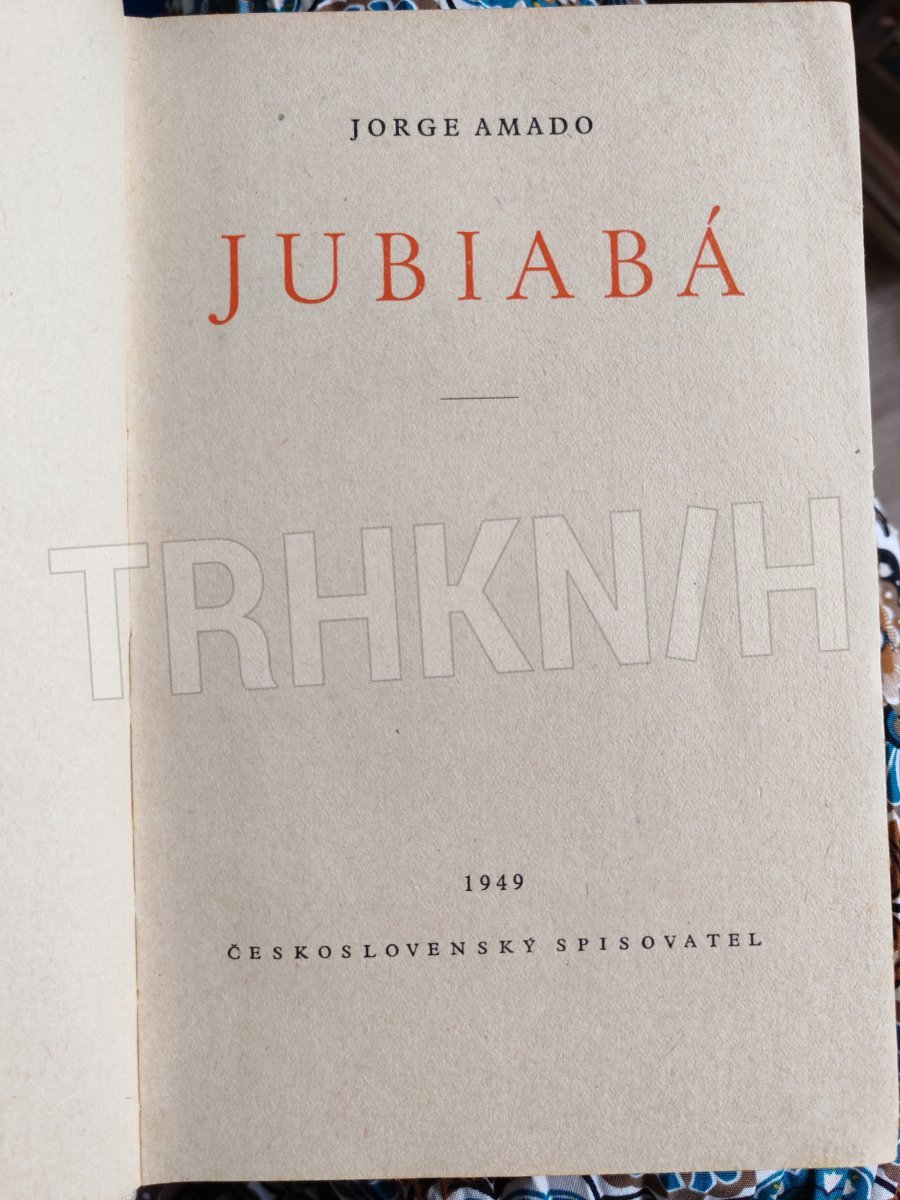 JORGE AMADO
JUBIABÁ
TRHKNIH
1949
ČESKOSLOVENSKÝ SPISOVATEL